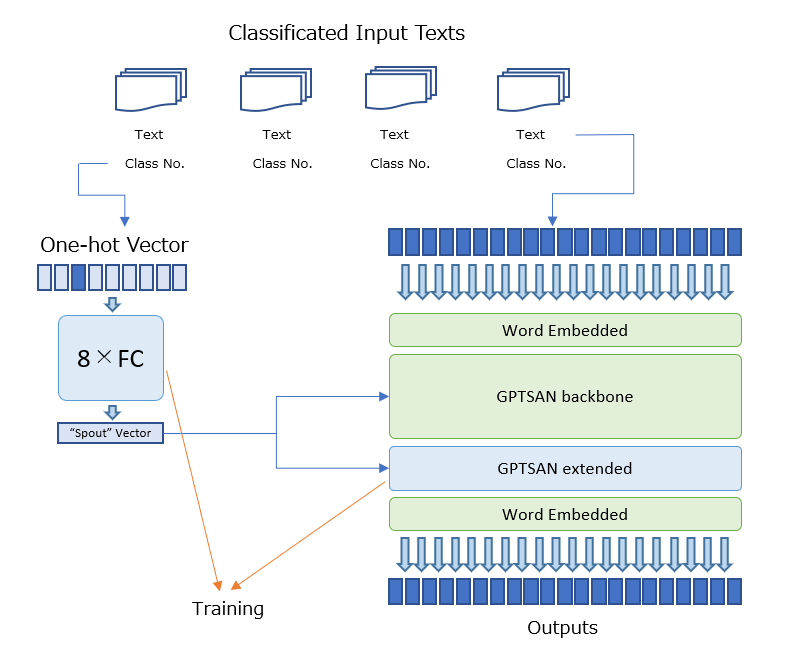 Classificated Input Texts
Text
Text
Text
Text
Class No.
Class No.
Class No.
Class No.
One-hot Vector
8×FC
"Spout" Vector
Word Embedded
GPTSAN backbone
GPTSAN extended
Word Embedded
Training
Outputs